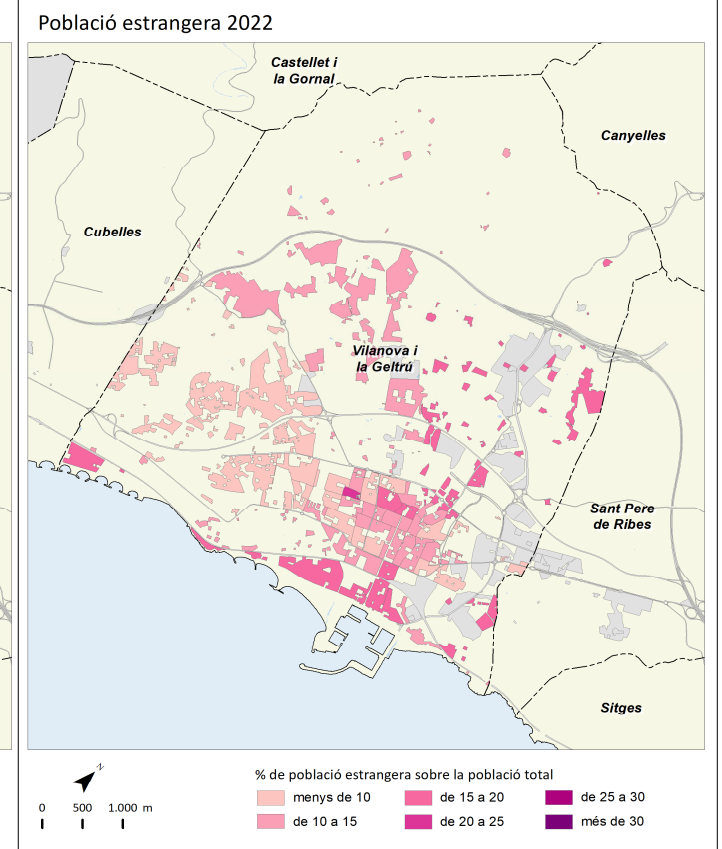 Població estrangera 2022
Castellet i
la Gornal
Canyelles
Cubelles
Vilanova i
la Geltrú
Sant Pere
de Ribes
Sitges
N
0 500 1.000 m
% de població estrangera sobre la població total
menys de 10
de 10 a 15
de 15 a 20
de 20 a 25
de 25 a 30
més de 30